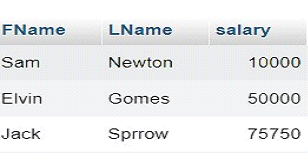 FName LName salary
Sam Newton 10000
Elvin Gomes 50000
Jack Sprrow 75750